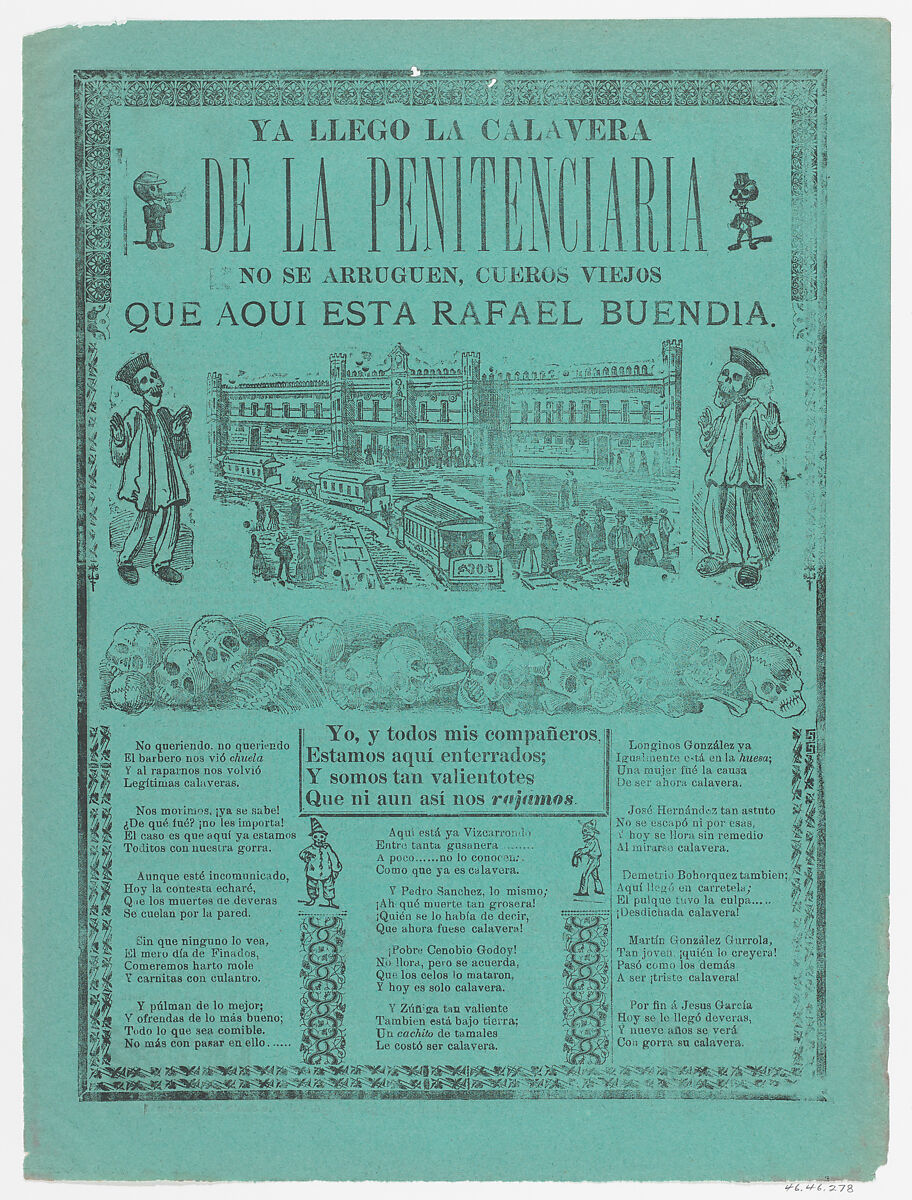 YA LLEGO LA CALAVERA
DE LA PENITENCIARIA
NO SE ARRUGUEN, CUEROS VIEJOS
QUE AQUI ESTA RAFAEL BUENDIA.
No queriendo. no queriendo
El barbero nos vió chuela
Y al raparnos nos volvió
Legítimas calaveras.
Nos morimos, ¡ya se sabe!
¿De qué fué? ¡no les importa!
El caso es que aquí ya estamos
Toditos con nuestra gorra.
Aunque esté incomunicado,
Hoy la contesta echaré,
Que los muertos de deveras
Se cuelan por la pared.
Sin que ninguno lo vea,
El mero día de Finados,
Comeremos harto mole
Y carnitas con culantro.
Y púlman de lo mejor;
Y ofrendas de lo más bueno;
Todo lo que sea comible.
No más con pasar en ello......
Yo, y todos mis compañeros,
Estamos aquí enterrados;
Y somos tan valientotes
Que ni aun así nos rajamos.
Aquí está ya Vizcarrondo
Entre tanta gusanera ........
A poco......no lo conocen:.
Como que ya es calavera.
Y Pedro Sanchez, lo mismo;
¡Ah qué muerte tan grosera!
¡Quién se lo había de decir,
Que ahora fuese calavera!
¡Pobre Cenobio Godoy!
No llora, pero se acuerda,
Que los celos lo mataron,
Y hoy es solo calavera.
Y Zúñiga tan valiente
Tambien está bajo tierra;
Un cachito de tamales
Le costó ser calavera.
Longinos González ya
Igualmente está en la huesa;
Una mujer fué la causa
De ser ahora calavera.
José Hernández tan astuto
No se escapó ni por esas,
Y hoy se llora sin remedio
Al mirarse calavera.
Demetrio Bohorquez tambien;
Aquí llegó en carretela;
El pulque tuvo la culpa.....
¡Desdichada calavera!
Martín González Gurrola,
Tan joven, ¡quién lo creyera!
Pasó como los demás
A ser ¡triste calavera!
Por fin á Jesus García
Hoy se le llegó deveras,
Y nueve años se verá
Con gorra su calavera.
46.46.278